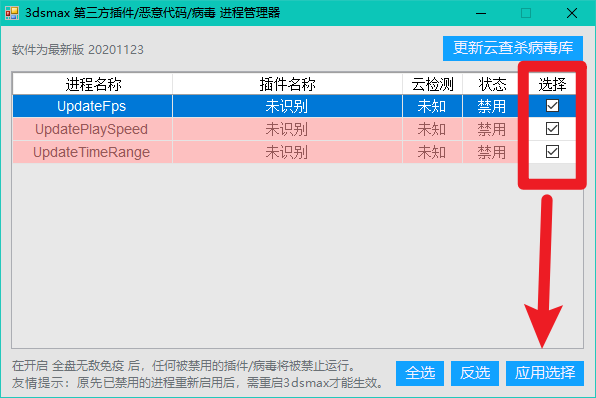 3dsmax 第三方插件/恶意代码/病毒 进程管理器
软件为最新版 20201123
更新云查杀病毒库
进程名称 插件名称 云检测 状态 选择
UpdateFps 未识别 未知 禁用
UpdatePlaySpeed 未识别 未知 禁用
UpdateTimeRange 未识别 未知 禁用
在开启 全盘无敌免疫 后，任何被禁用的插件/病毒将被禁止运行。
友情提示：原先已禁用的进程重新启用后，需重启3dsmax才能生效。
全选 反选 应用选择